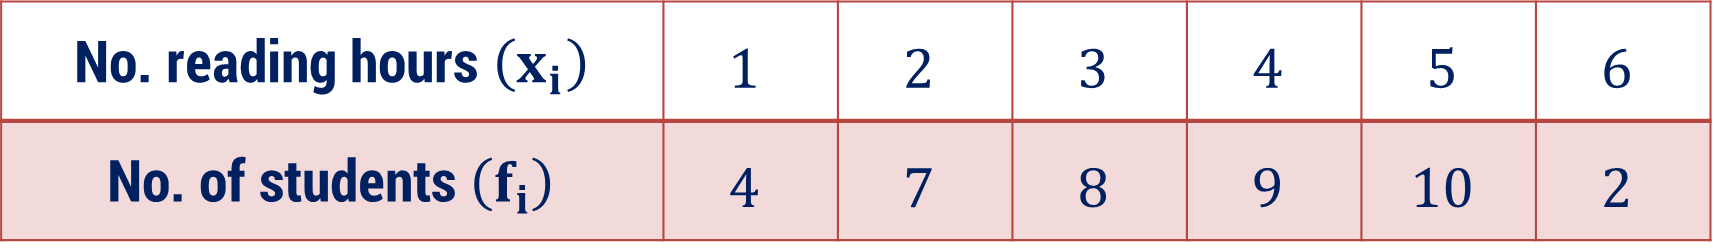 No. reading hours (xᵢ) 1 2 3 4 5 6
No. of students (fᵢ) 4 7 8 9 10 2